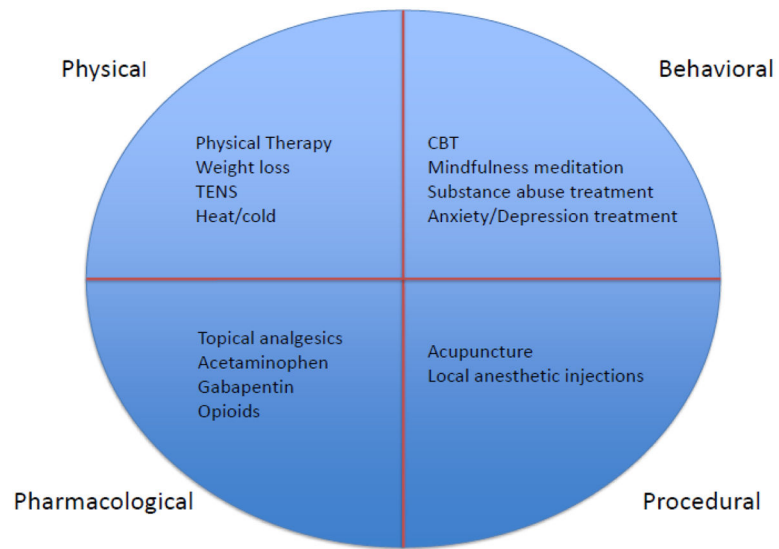 Physical
Behavioral
Physical Therapy
Weight loss
TENS
Heat/cold
CBT
Mindfulness meditation
Substance abuse treatment
Anxiety/Depression treatment
Topical analgesics
Acetaminophen
Gabapentin
Opioids
Acupuncture
Local anesthetic injections
Pharmacological
Procedural